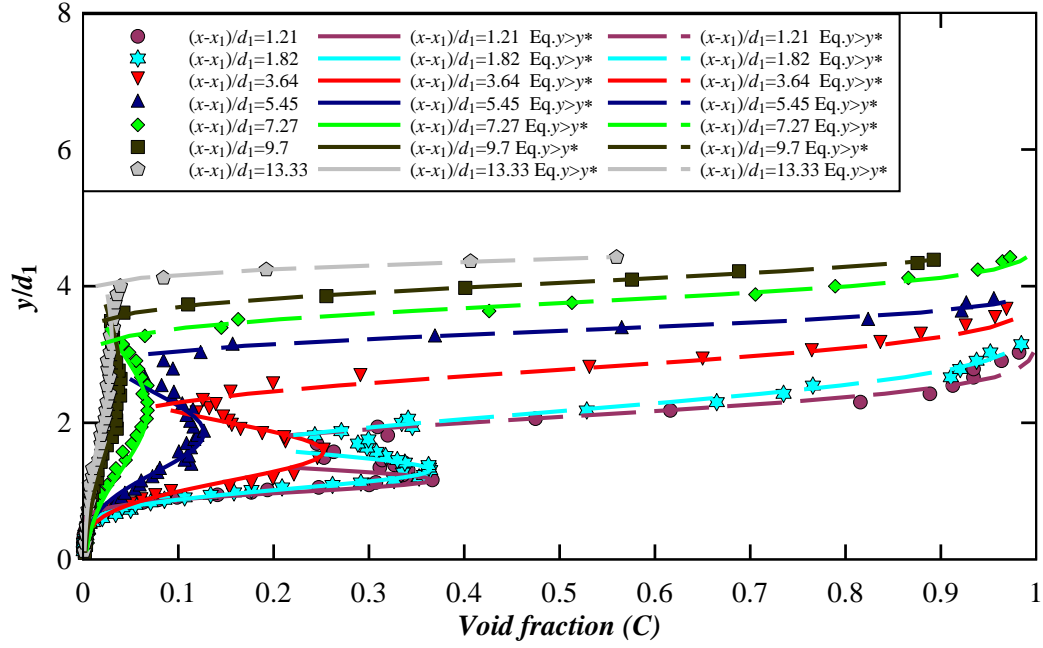 8
(x-x1)/d1=1.21 (x-x1)/d1=1.21 Eq.y>y* (x-x1)/d1=1.21 Eq.y>y*
(x-x1)/d1=1.82 (x-x1)/d1=1.82 Eq.y>y* (x-x1)/d1=1.82 Eq.y>y*
(x-x1)/d1=3.64 (x-x1)/d1=3.64 Eq.y>y* (x-x1)/d1=3.64 Eq.y>y*
(x-x1)/d1=5.45 (x-x1)/d1=5.45 Eq.y>y* (x-x1)/d1=5.45 Eq.y>y*
(x-x1)/d1=7.27 (x-x1)/d1=7.27 Eq.y>y* (x-x1)/d1=7.27 Eq.y>y*
(x-x1)/d1=9.7 (x-x1)/d1=9.7 Eq.y>y* (x-x1)/d1=9.7 Eq.y>y*
(x-x1)/d1=13.33 (x-x1)/d1=13.33 Eq.y>y* (x-x1)/d1=13.33 Eq.y>y*
6
y/d1
4
2
0
0 0.1 0.2 0.3 0.4 0.5 0.6 0.7 0.8 0.9 1
Void fraction (C)